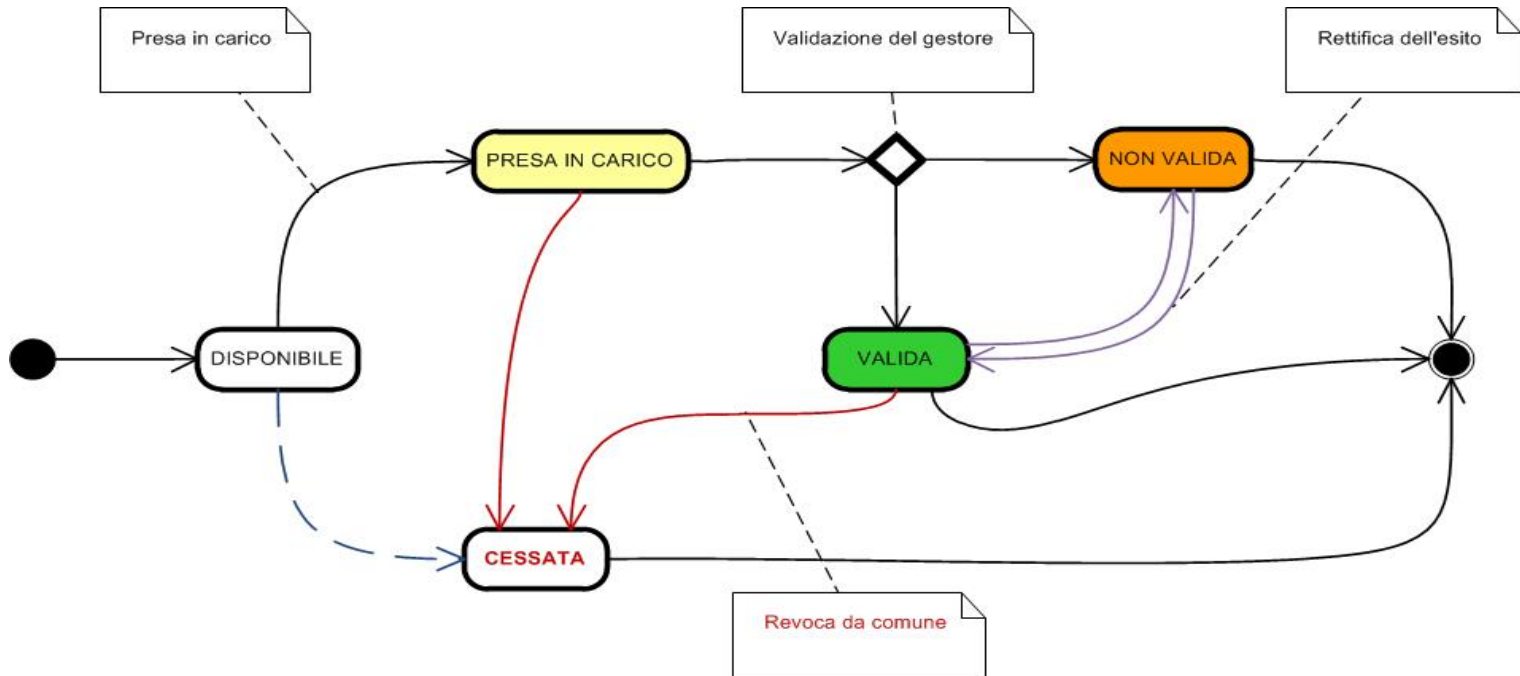 Presa in carico
Validazione del gestore
Rettifica dell'esito
PRESA IN CARICO
NON VALIDA
DISPONIBILE
VALIDA
CESSATA
Revoca da comune